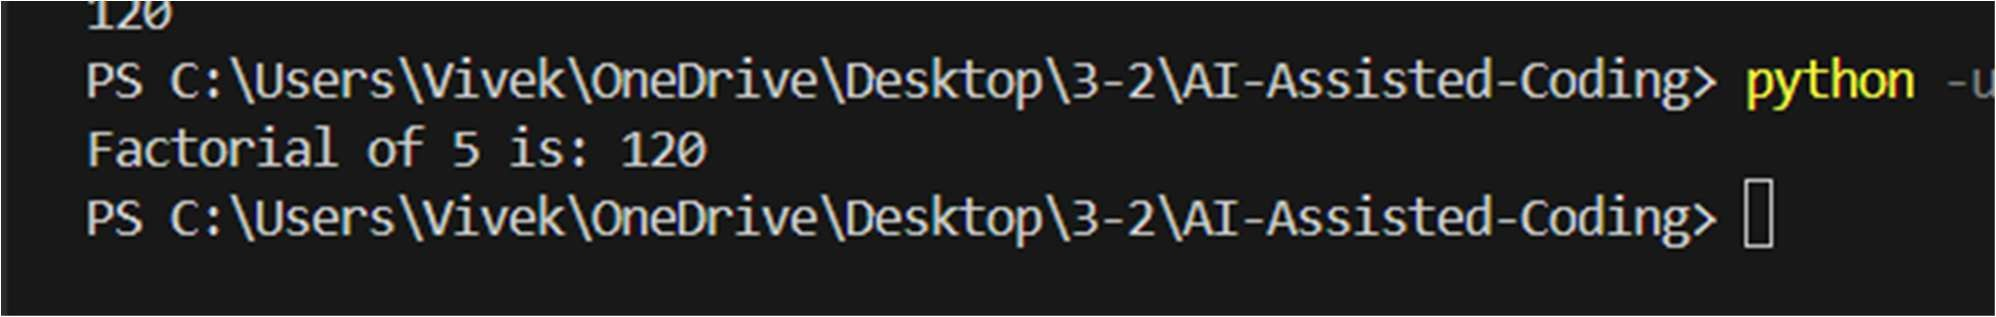 120
PS C:\Users\Vivek\OneDrive\Desktop\3-2\AI-Assisted-Coding> python -u
Factorial of 5 is: 120
PS C:\Users\Vivek\OneDrive\Desktop\3-2\AI-Assisted-Coding>